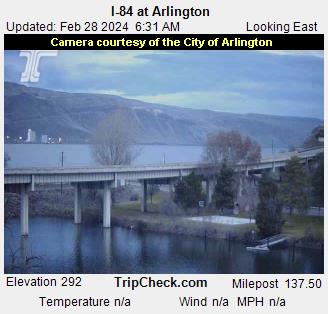 I-84 at Arlington
Updated: Feb 28 2024 6:31 AM Looking East
Camera courtesy of the City of Arlington
Elevation 292 TripCheck.com Milepost 137.50
Temperature n/a Wind n/a MPH n/a